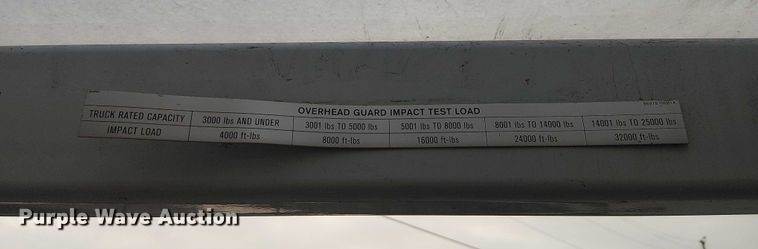 OVERHEAD GUARD IMPACT TEST LOAD
TRUCK RATED CAPACITY 3000 lbs AND UNDER 3001 lbs TO 5000 lbs 5001 lbs TO 8000 lbs 8001 lbs TO 14000 lbs 14001 lbs TO 25000 lbs
IMPACT LOAD 4000 ft-lbs 8000 ft-lbs 16000 ft-lbs 24000 ft-lbs 32000 ft-lbs
Purple Wave Auction